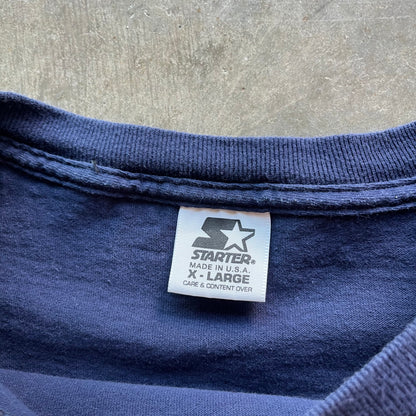 STARTER®
MADE IN U.S.A.
X-LARGE
CARE & CONTENT OVER